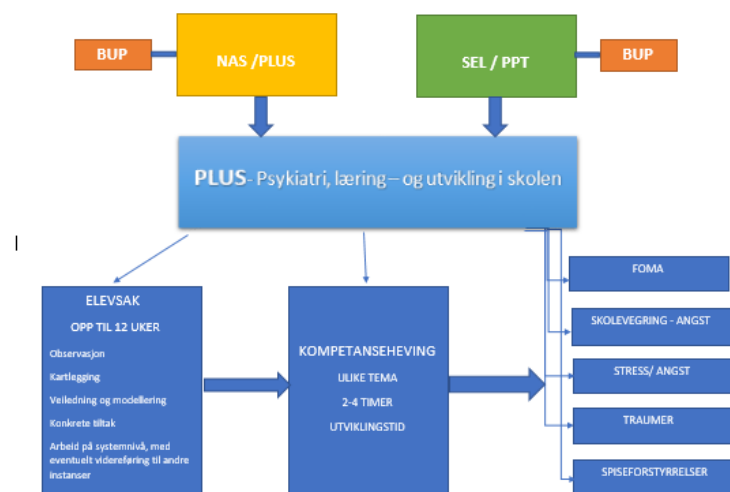 BUP
NAS /PLUS
SEL / PPT
BUP
PLUS- Psykiatri, læring – og utvikling i skolen
ELEVSAK
OPP TIL 12 UKER
Observasjon
Kartlegging
Veiledning og modellering
Konkrete tiltak
Arbeid på systemnivå, med
eventuelt videreføring til andre
instanser
KOMPETANSEHEVING
ULIKE TEMA
2-4 TIMER
UTVIKLINGSTID
FOMA
SKOLEVEGRING - ANGST
STRESS/ ANGST
TRAUMER
SPISEFORSTYRRELSER